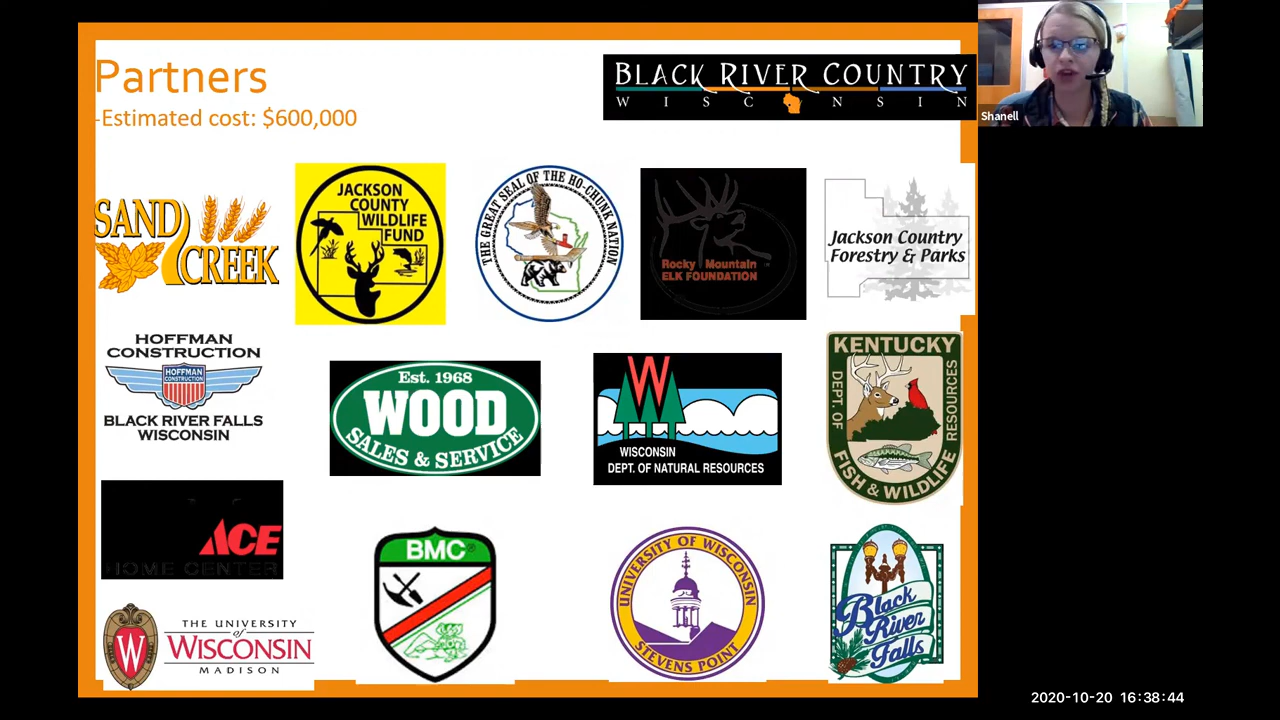 Partners
-Estimated cost: $600,000
BLACK RIVER COUNTRY
WISCONSIN
Shanell
SAND
CREEK
JACKSON
COUNTY
WILDLIFE
FUND
THE GREAT SEAL OF THE HO-CHUNK NATION
Rocky Mountain
ELK FOUNDATION
Jackson Country
Forestry & Parks
HOFFMAN
CONSTRUCTION
HOFFMAN
CONSTRUCTION
BLACK RIVER FALLS
WISCONSIN
Est. 1968
WOOD
SALES & SERVICE
W
WISCONSIN
DEPT. OF NATURAL RESOURCES
KENTUCKY
DEPT. OF
FISH & WILDLIFE
RESOURCES
ACE
HOME CENTER
BMC®
UNIVERSITY OF WISCONSIN
STEVENS POINT
Black
River
Falls
W
THE UNIVERSITY
of
WISCONSIN
MADISON
2020-10-20 16:38:44